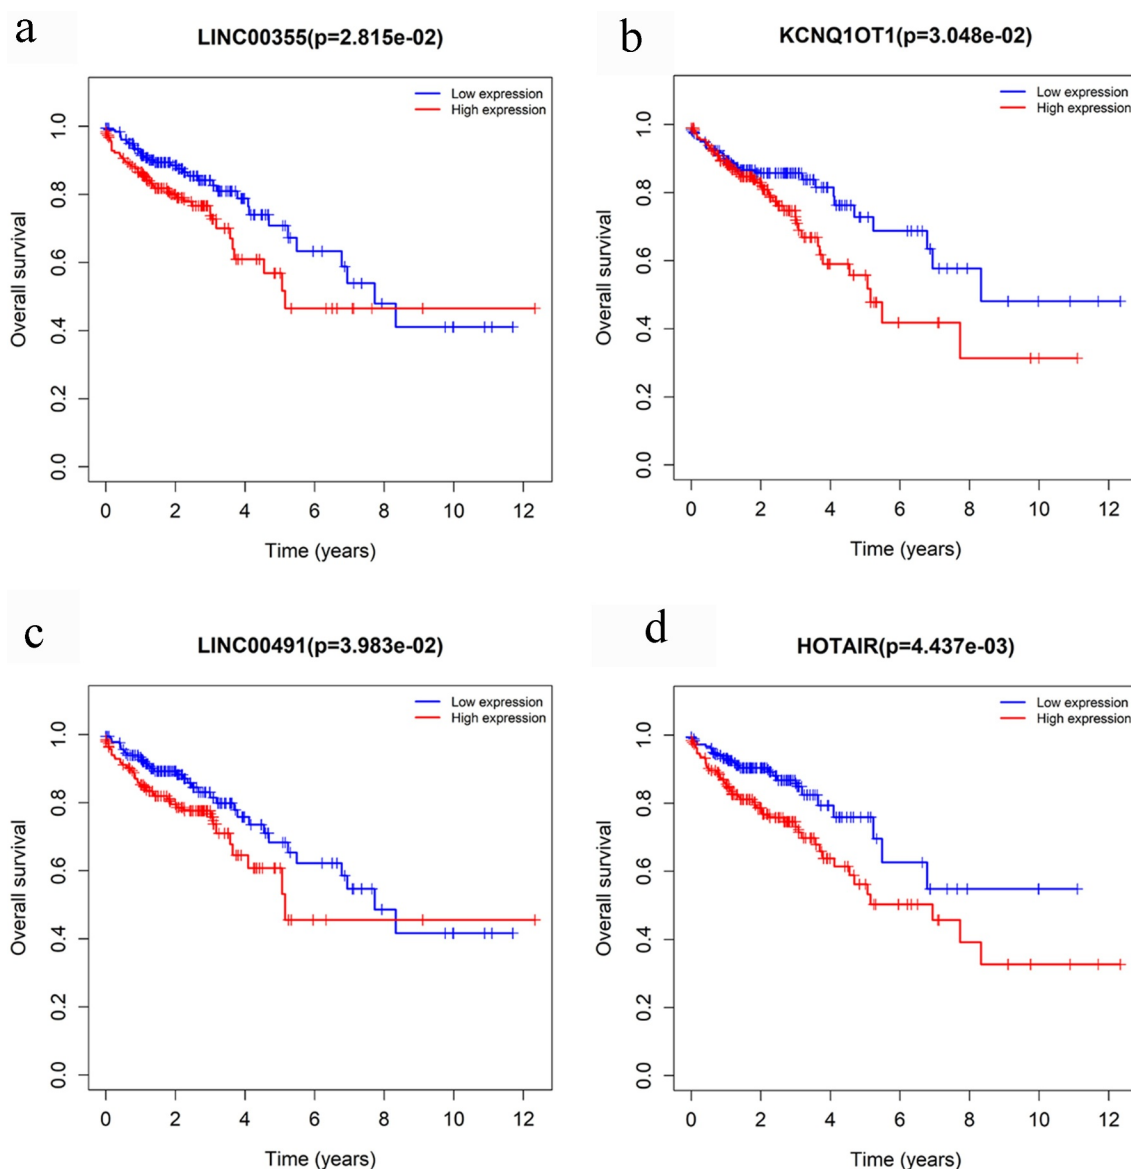 a
LINC00355(p=2.815e-02)
Low expression
High expression
Overall survival
0.0 0.2 0.4 0.6 0.8 1.0
0 2 4 6 8 10 12
Time (years)
b
KCNQ1OT1(p=3.048e-02)
Low expression
High expression
Overall survival
0.0 0.2 0.4 0.6 0.8 1.0
0 2 4 6 8 10 12
Time (years)
c
LINC00491(p=3.983e-02)
Low expression
High expression
Overall survival
0.0 0.2 0.4 0.6 0.8 1.0
0 2 4 6 8 10 12
Time (years)
d
HOTAIR(p=4.437e-03)
Low expression
High expression
Overall survival
0.0 0.2 0.4 0.6 0.8 1.0
0 2 4 6 8 10 12
Time (years)